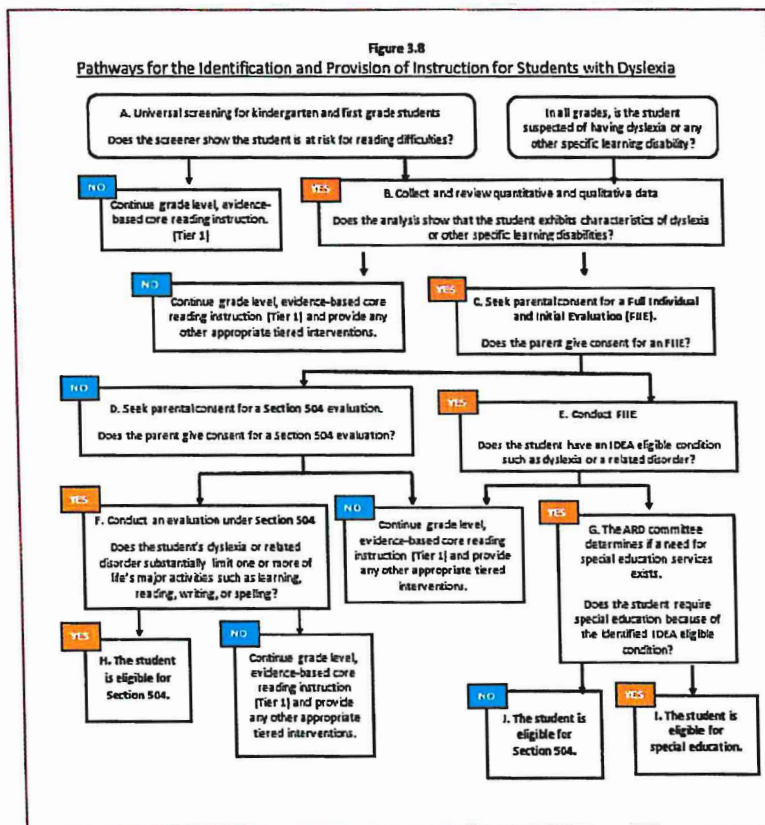 Figure 3.8
Pathways for the Identification and Provision of Instruction for Students with Dyslexia
A. Universal screening for kindergarten and first grade students
Does the screener show the student is at risk for reading difficulties?
In all grades, is the student
suspected of having dyslexia or any
other specific learning disability?
NO
Continue grade level, evidence-
based core reading instruction.
(Tier 1)
YES
B. Collect and review quantitative and qualitative data
Does the analysis show that the student exhibits characteristics of dyslexia
or other specific learning disabilities?
NO
Continue grade level, evidence-based core
reading instruction (Tier 1) and provide any
other appropriate tiered interventions.
YES
C. Seek parental consent for a Full Individual
and Initial Evaluation (FIIE).
Does the parent give consent for an FIIE?
NO
D. Seek parental consent for a Section 504 evaluation.
Does the parent give consent for a Section 504 evaluation?
YES
E. Conduct FIIE
Does the student have an IDEA eligible condition
such as dyslexia or a related disorder?
YES
F. Conduct an evaluation under Section 504
Does the student's dyslexia or related
disorder substantially limit one or more of
life's major activities such as learning,
reading, writing, or spelling?
NO
Continue grade level,
evidence-based core reading
instruction (Tier 1) and provide
any other appropriate tiered
interventions.
YES
G. The ARD committee
determines if a need for
special education services
exists.
Does the student require
special education because of
the identified IDEA eligible
condition?
YES
H. The student
is eligible for
Section 504.
NO
Continue grade level,
evidence-based core
reading instruction
(Tier 1) and provide
any other appropriate
tiered interventions.
NO
J. The student is
eligible for
Section 504.
YES
I. The student is
eligible for
special education.